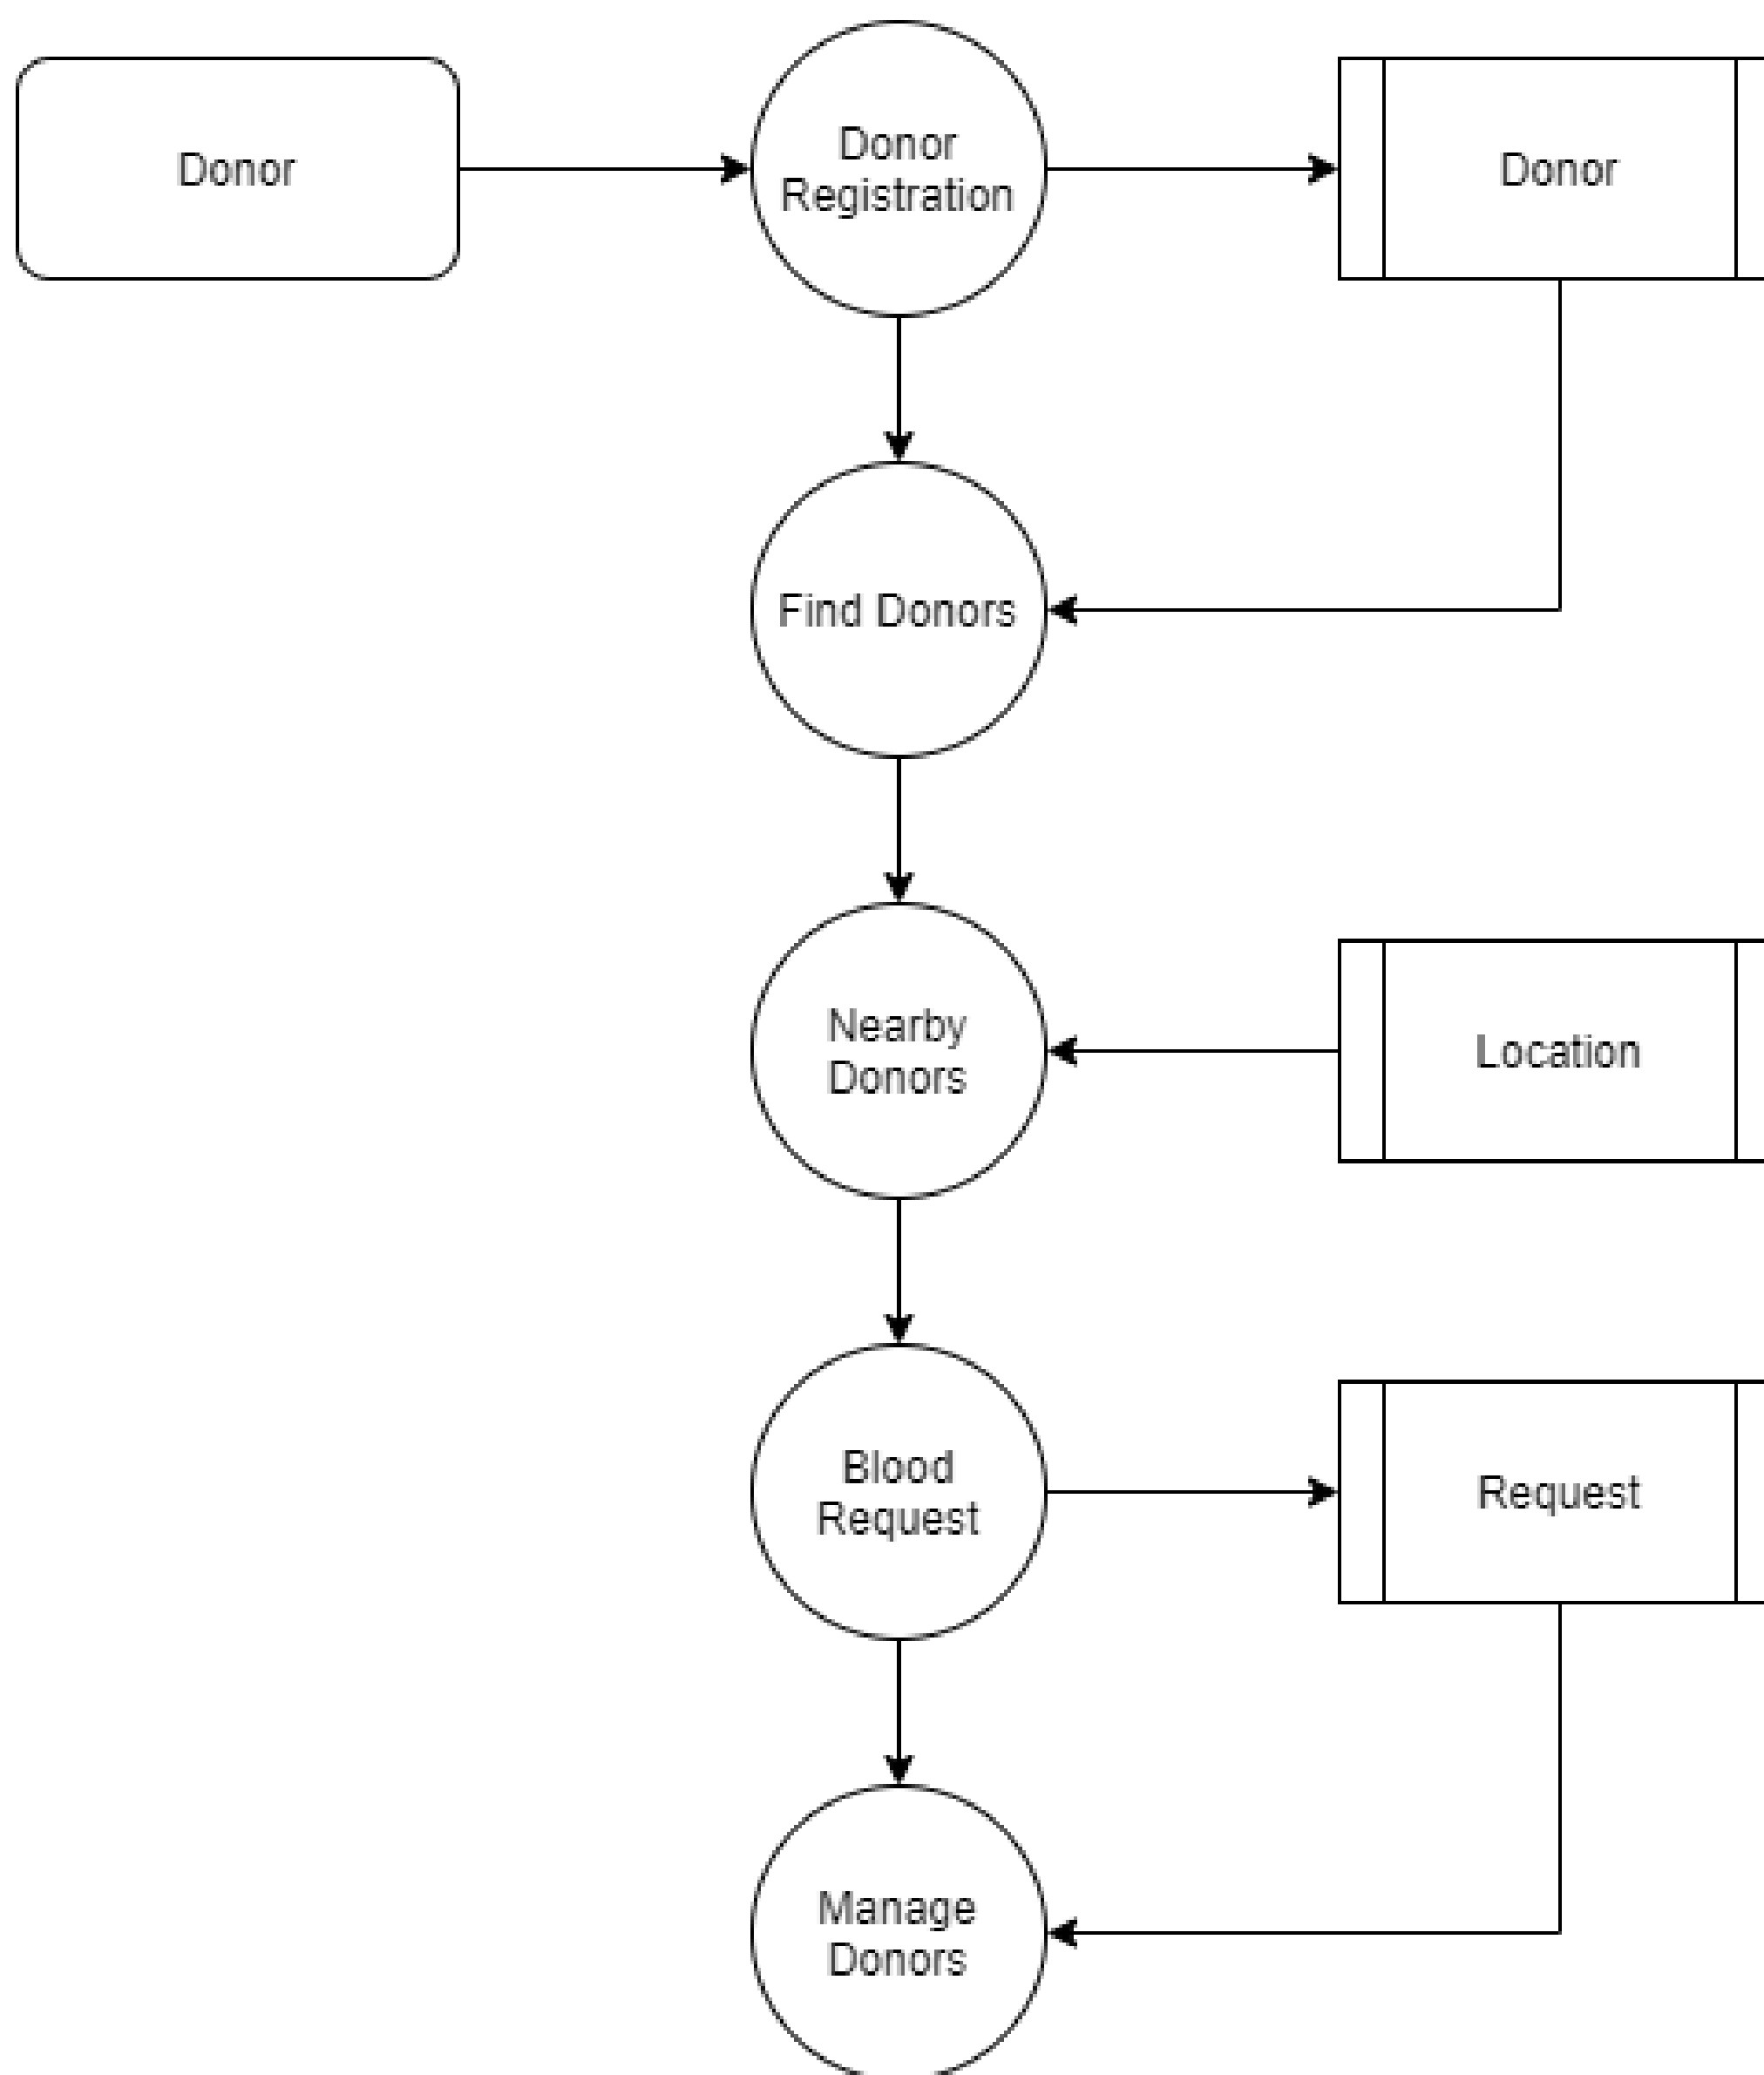 Donor
Donor
Registration
Donor
Find Donors
Nearby
Donors
Location
Blood
Request
Request
Manage
Donors